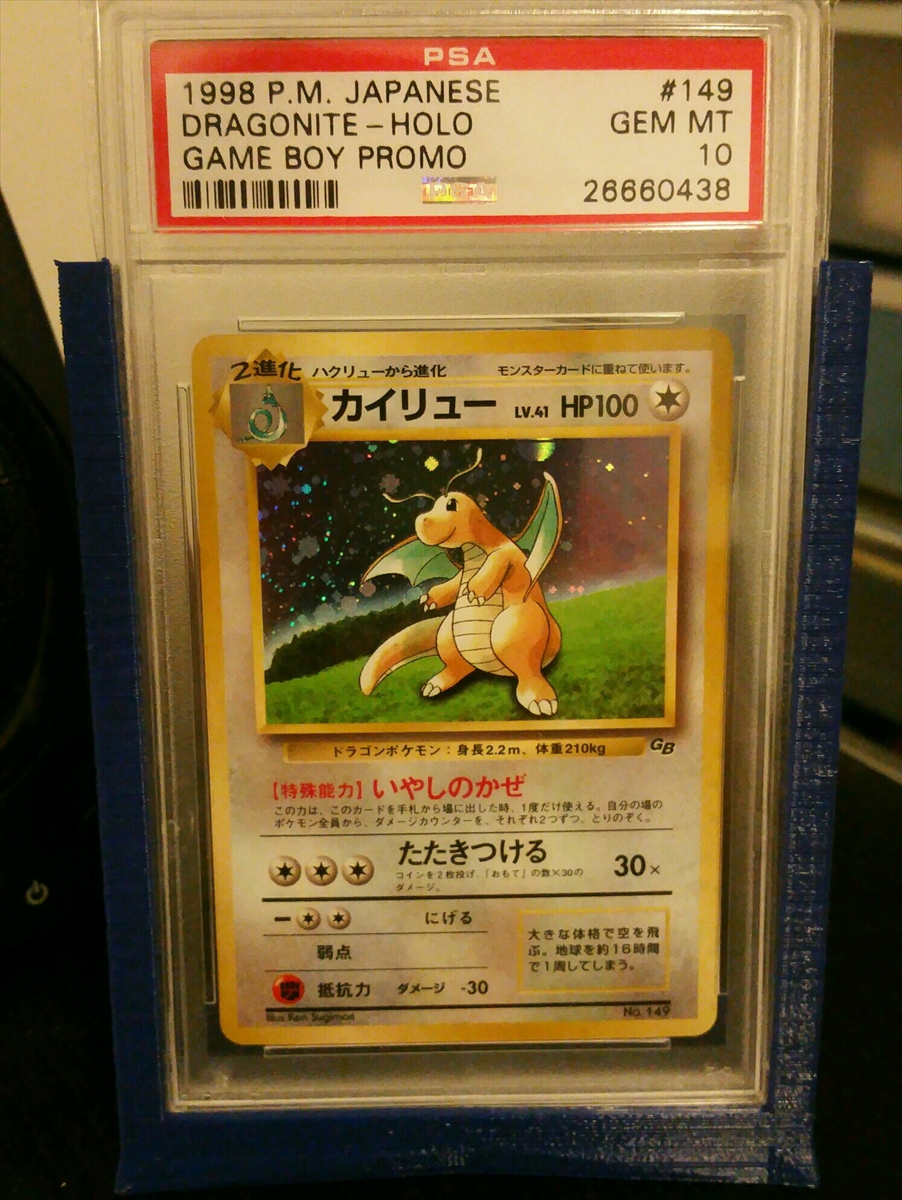 PSA
1998 P.M. JAPANESE #149
DRAGONITE-HOLO GEM MT
GAME BOY PROMO 10
26660438
2進化 ハクリューから進化 モンスターカードに重ねて使います。
カイリュー LV.41 HP100
ドラゴンポケモン:身長2.2m、体重210kg
GB
【特殊能力】いやしのかぜ
この力は、このカードを手札から場に出した時、1度だけ使える。自分の場の
ポケモン全員から、ダメージカウンターを、それぞれ2つずつ、とりのぞく。
たたきつける 30×
コインを2枚投げ、「おもて」の数×30の
ダメージ。
にげる
弱点
抵抗力 ダメージ -30
大きな体格で空を飛
ぶ。地球を約16時間
で1周してしまう。
Illus. Ken Sugimori No. 149